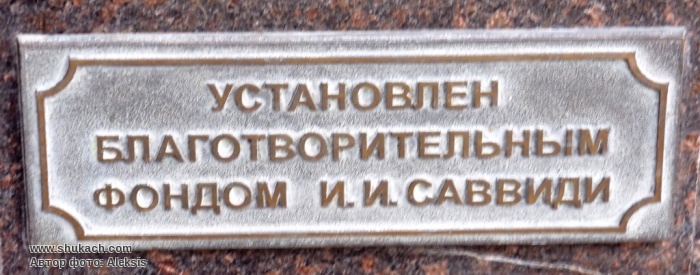 УСТАНОВЛЕН
БЛАГОТВОРИТЕЛЬНЫМ
ФОНДОМ И. И. САВВИДИ
www.shukach.com
Автор фото: Aleksis